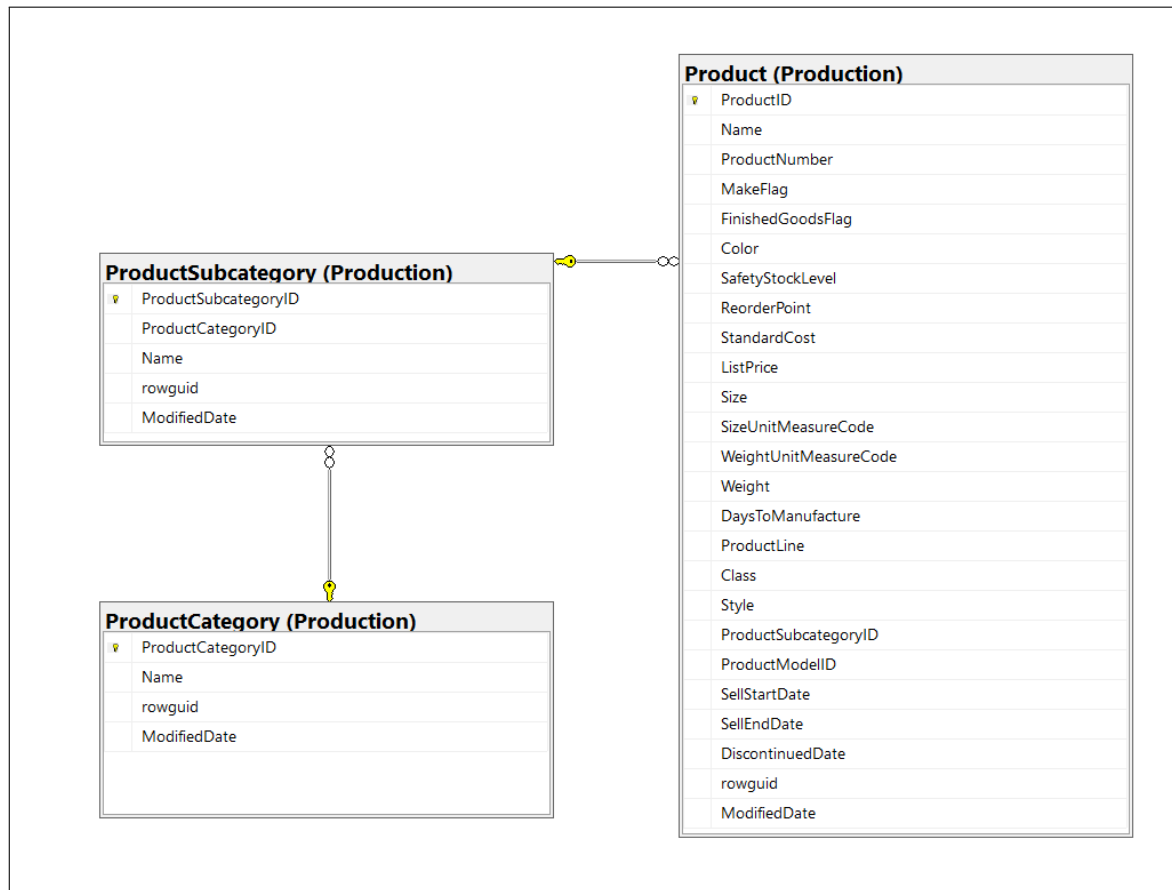 Product (Production)
ProductID
Name
ProductNumber
MakeFlag
FinishedGoodsFlag
Color
SafetyStockLevel
ReorderPoint
StandardCost
ListPrice
Size
SizeUnitMeasureCode
WeightUnitMeasureCode
Weight
DaysToManufacture
ProductLine
Class
Style
ProductSubcategoryID
ProductModelID
SellStartDate
SellEndDate
DiscontinuedDate
rowguid
ModifiedDate
ProductSubcategory (Production)
ProductSubcategoryID
ProductCategoryID
Name
rowguid
ModifiedDate
ProductCategory (Production)
ProductCategoryID
Name
rowguid
ModifiedDate